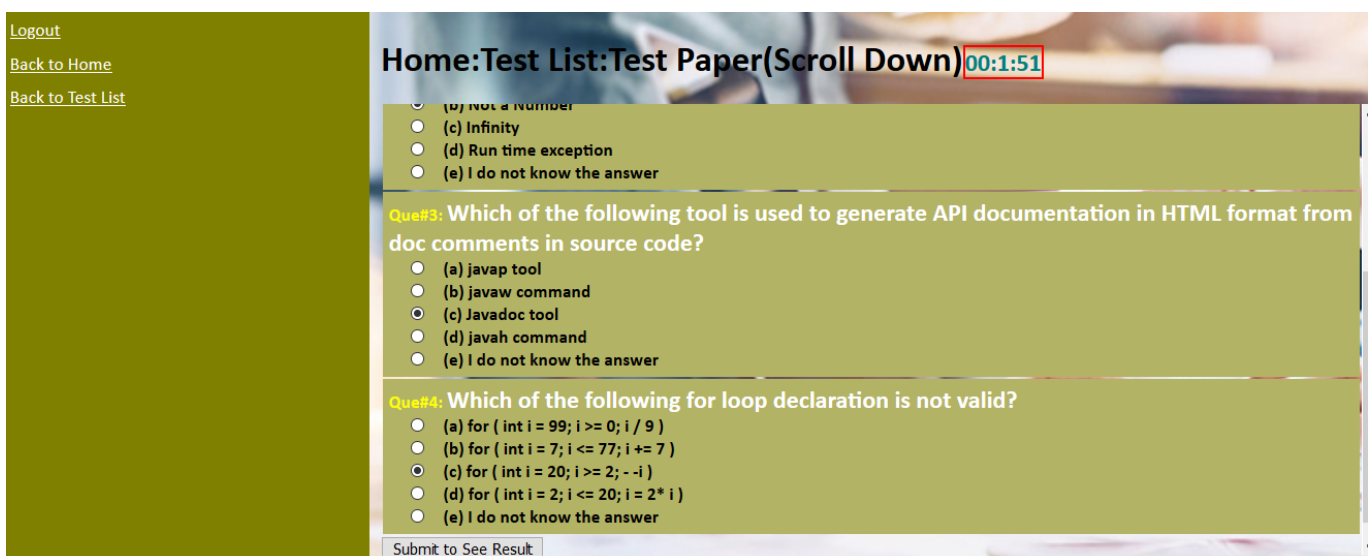 Logout
Back to Home
Back to Test List
Home:Test List:Test Paper(Scroll Down) 00:1:51
(b) Not a Number
(c) Infinity
(d) Run time exception
(e) I do not know the answer
Que#3: Which of the following tool is used to generate API documentation in HTML format from
doc comments in source code?
(a) javap tool
(b) javaw command
(c) Javadoc tool
(d) javah command
(e) I do not know the answer
Que#4: Which of the following for loop declaration is not valid?
(a) for ( int i = 99; i >= 0; i / 9 )
(b) for ( int i = 7; i <= 77; i += 7 )
(c) for ( int i = 20; i >= 2; - -i )
(d) for ( int i = 2; i <= 20; i = 2* i )
(e) I do not know the answer
Submit to See Result